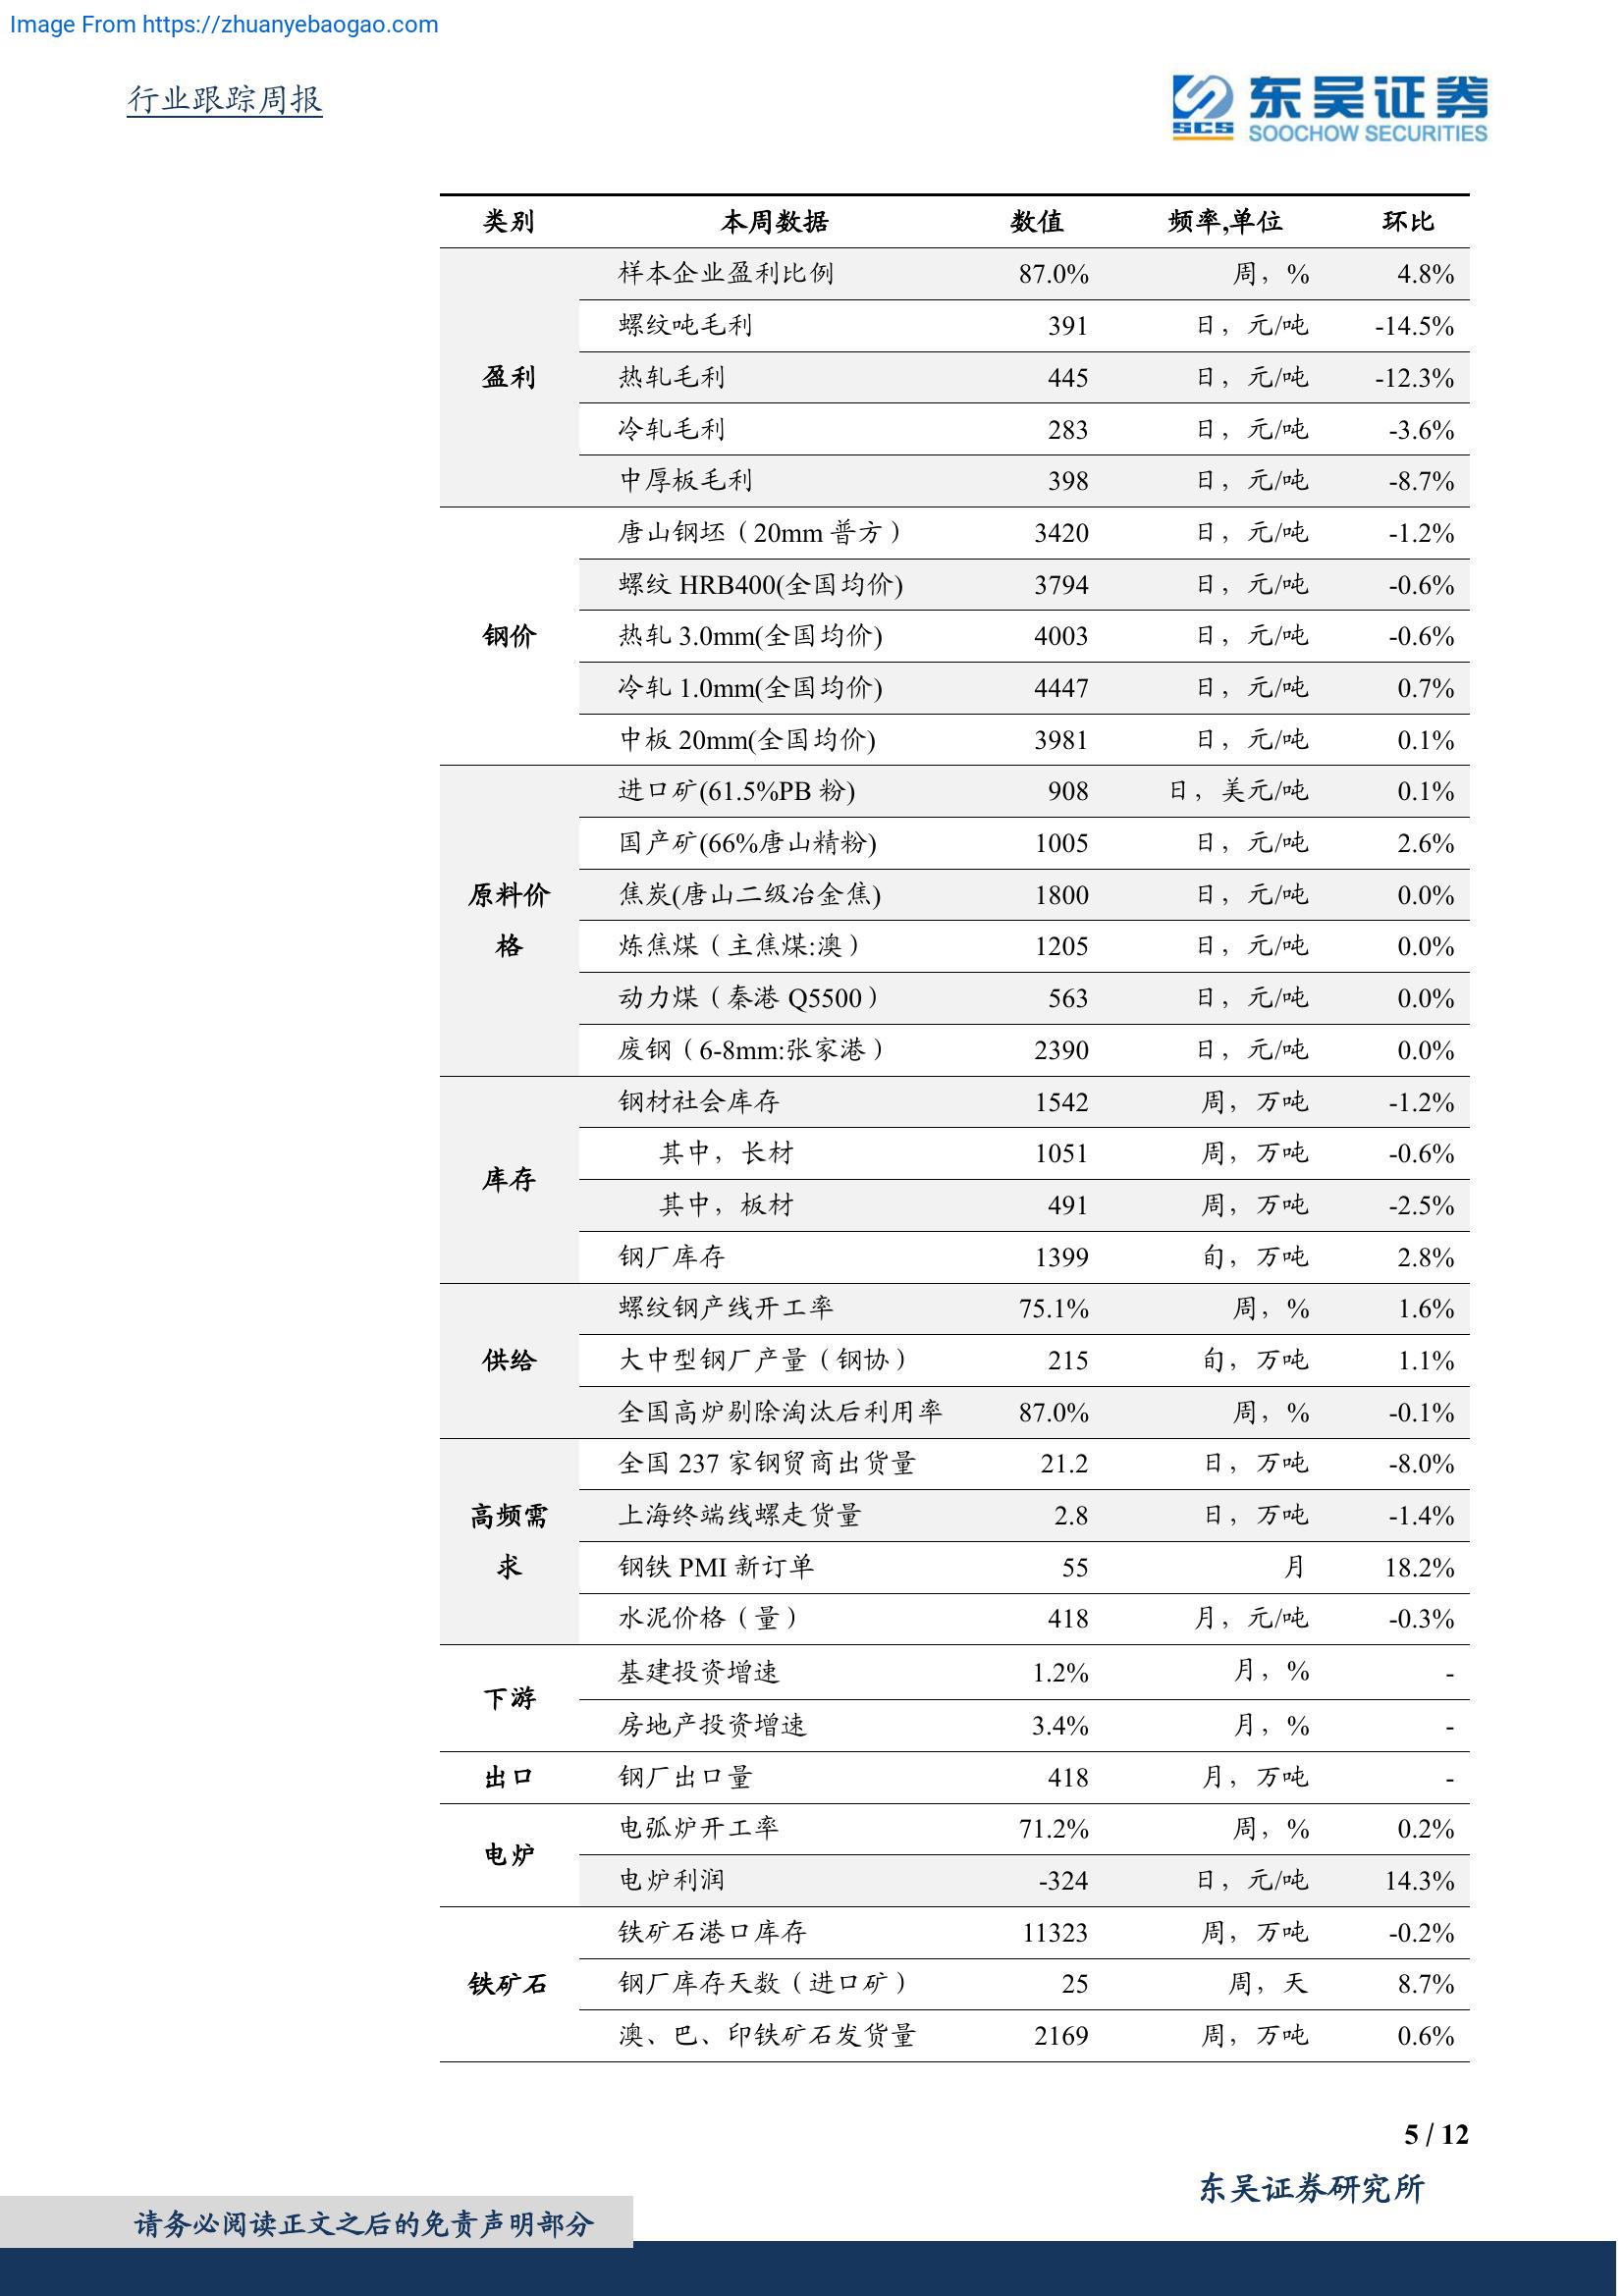 Image From https://zhuanyebaogao.com
行业跟踪周报
SCS
东吴证券
SOOCHOW SECURITIES
类别 本周数据 数值 频率,单位 环比
盈利
样本企业盈利比例 87.0% 周，% 4.8%
螺纹吨毛利 391 日，元/吨 -14.5%
热轧毛利 445 日，元/吨 -12.3%
冷轧毛利 283 日，元/吨 -3.6%
中厚板毛利 398 日，元/吨 -8.7%
钢价
唐山钢坯（20mm 普方） 3420 日，元/吨 -1.2%
螺纹 HRB400(全国均价) 3794 日，元/吨 -0.6%
热轧 3.0mm(全国均价) 4003 日，元/吨 -0.6%
冷轧 1.0mm(全国均价) 4447 日，元/吨 0.7%
中板 20mm(全国均价) 3981 日，元/吨 0.1%
原料价
格
进口矿(61.5%PB 粉) 908 日，美元/吨 0.1%
国产矿(66%唐山精粉) 1005 日，元/吨 2.6%
焦炭(唐山二级冶金焦) 1800 日，元/吨 0.0%
炼焦煤（主焦煤:澳） 1205 日，元/吨 0.0%
动力煤（秦港 Q5500） 563 日，元/吨 0.0%
废钢（6-8mm:张家港） 2390 日，元/吨 0.0%
库存
钢材社会库存 1542 周，万吨 -1.2%
其中，长材 1051 周，万吨 -0.6%
其中，板材 491 周，万吨 -2.5%
钢厂库存 1399 旬，万吨 2.8%
供给
螺纹钢产线开工率 75.1% 周，% 1.6%
大中型钢厂产量（钢协） 215 旬，万吨 1.1%
全国高炉剔除淘汰后利用率 87.0% 周，% -0.1%
高频需
求
全国 237 家钢贸商出货量 21.2 日，万吨 -8.0%
上海终端线螺走货量 2.8 日，万吨 -1.4%
钢铁 PMI 新订单 55 月 18.2%
水泥价格（量） 418 月，元/吨 -0.3%
下游
基建投资增速 1.2% 月，% -
房地产投资增速 3.4% 月，% -
出口
钢厂出口量 418 月，万吨 -
电炉
电弧炉开工率 71.2% 周，% 0.2%
电炉利润 -324 日，元/吨 14.3%
铁矿石
铁矿石港口库存 11323 周，万吨 -0.2%
钢厂库存天数（进口矿） 25 周，天 8.7%
澳、巴、印铁矿石发货量 2169 周，万吨 0.6%
5 / 12
东吴证券研究所
请务必阅读正文之后的免责声明部分